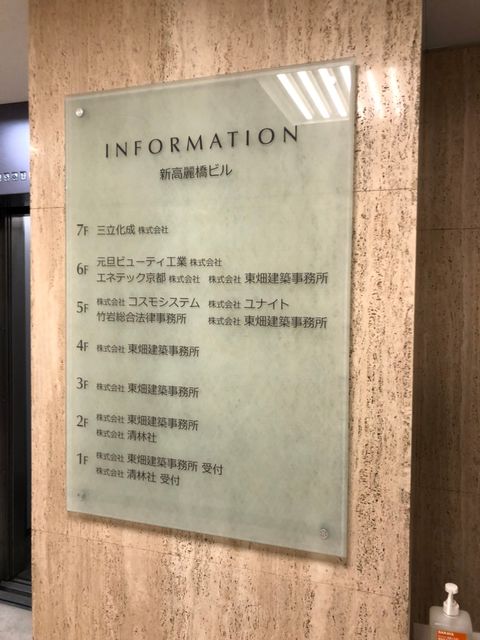 INFORMATION
新高麗橋ビル
7F 三立化成 株式会社
6F 元旦ビューティ工業 株式会社
エネテック京都 株式会社 株式会社 東畑建築事務所
5F 株式会社 コスモシステム 株式会社 ユナイト
竹岩総合法律事務所 株式会社 東畑建築事務所
4F 株式会社 東畑建築事務所
3F 株式会社 東畑建築事務所
2F 株式会社 東畑建築事務所
株式会社 清林社
1F 株式会社 東畑建築事務所 受付
株式会社 清林社 受付